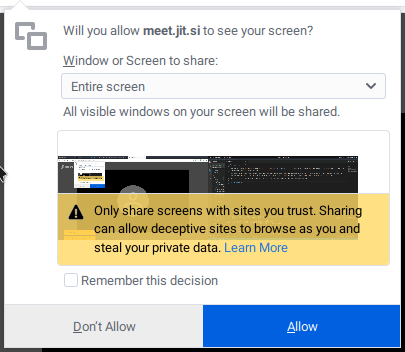 Will you allow meet.jit.si to see your screen?
Window or Screen to share:
Entire screen
All visible windows on your screen will be shared.
Only share screens with sites you trust. Sharing
can allow deceptive sites to browse as you and
steal your private data. Learn More
Remember this decision
Don't Allow
Allow